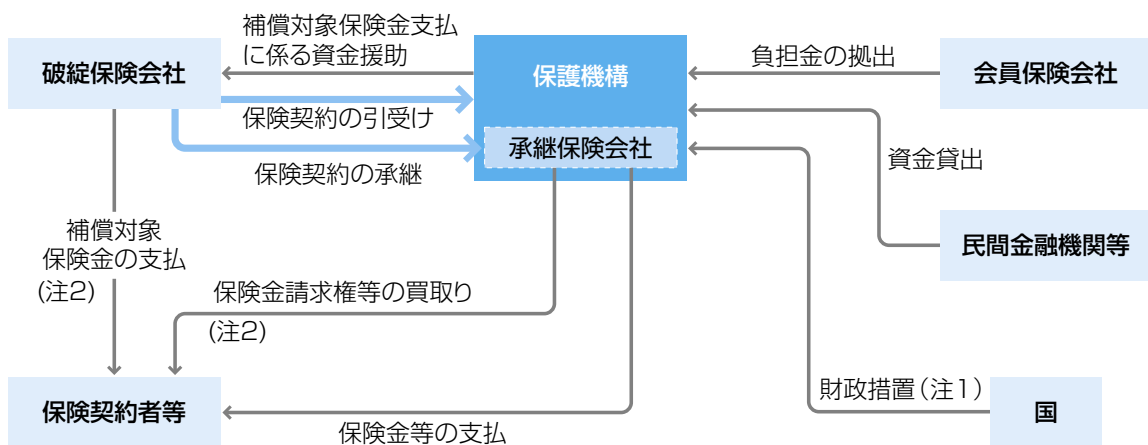 補償対象保険金支払
に係る資金援助
破綻保険会社
保護機構
負担金の拠出
会員保険会社
保険契約の引受け
承継保険会社
保険契約の承継
資金貸出
民間金融機関等
補償対象
保険金の支払
(注2)
保険金請求権等の買取り
(注2)
財政措置(注1)
国
保険契約者等
保険金等の支払